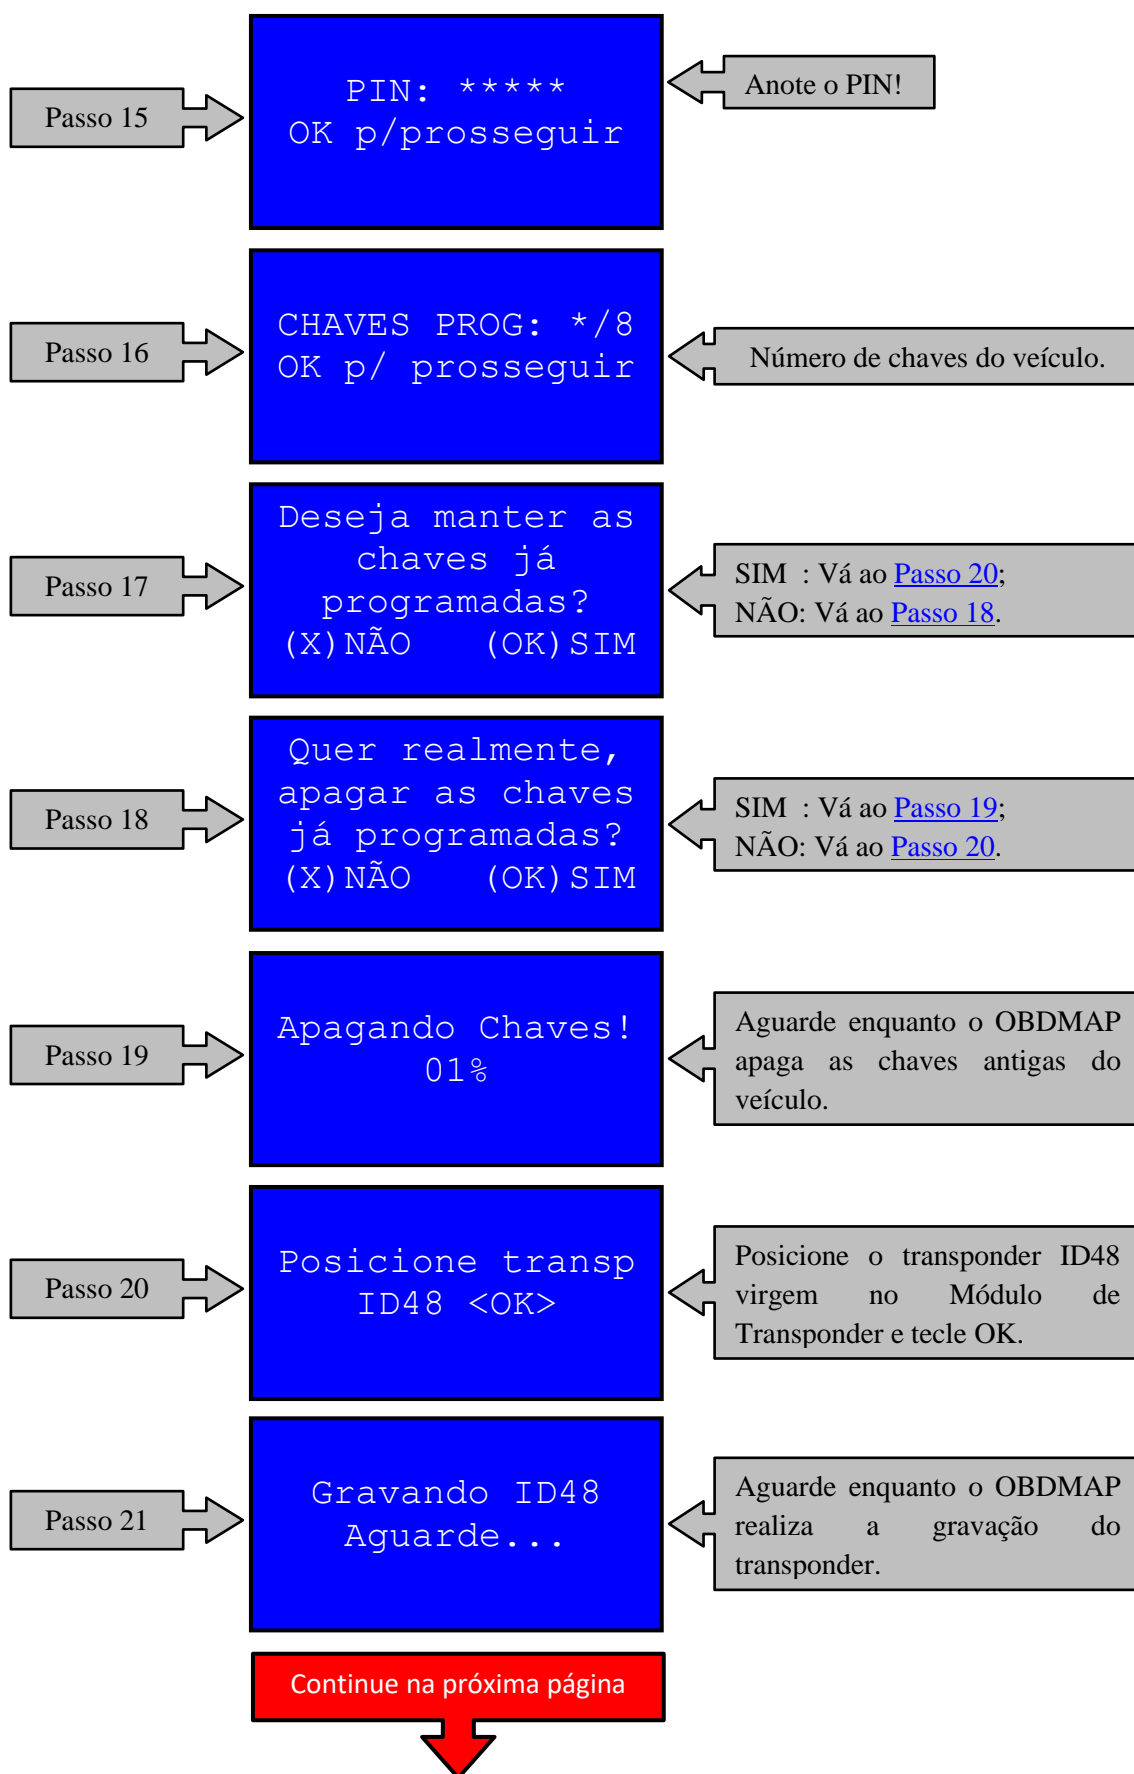 Passo 15
PIN: *****
OK p/prosseguir
Anote o PIN!
Passo 16
CHAVES PROG: */8
OK p/ prosseguir
Número de chaves do veículo.
Passo 17
Deseja manter as
chaves já
programadas?
(X)NÃO (OK)SIM
SIM : Vá ao Passo 20;
NÃO: Vá ao Passo 18.
Passo 18
Quer realmente,
apagar as chaves
já programadas?
(X)NÃO (OK)SIM
SIM : Vá ao Passo 19;
NÃO: Vá ao Passo 20.
Passo 19
Apagando Chaves!
01%
Aguarde enquanto o OBDMAP
apaga as chaves antigas do
veículo.
Passo 20
Posicione transp
ID48 <OK>
Posicione o transponder ID48
virgem no Módulo de
Transponder e tecle OK.
Passo 21
Gravando ID48
Aguarde...
Aguarde enquanto o OBDMAP
realiza a gravação do
transponder.
Continue na próxima página